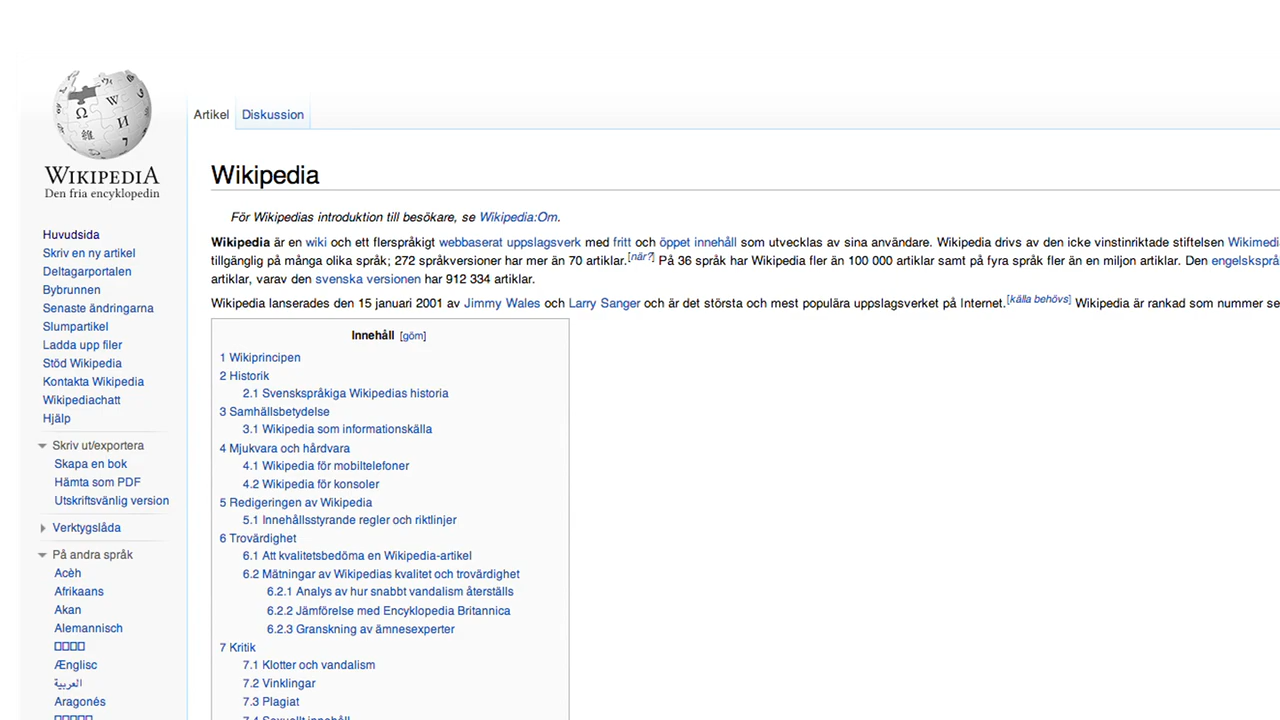 WIKIPEDIA
Den fria encyklopedin
Huvudsida
Skriv en ny artikel
Deltagarportalen
Bybrunnen
Senaste ändringarna
Slumpartikel
Ladda upp filer
Stöd Wikipedia
Kontakta Wikipedia
Wikipediachatt
Hjälp
Skriv ut/exportera
Skapa en bok
Hämta som PDF
Utskriftsvänlig version
Verktygslåda
På andra språk
Acèh
Afrikaans
Akan
Alemannisch
Ænglisc
العربية
Aragonés
Artikel Diskussion
Wikipedia
För Wikipedias introduktion till besökare, se Wikipedia:Om.
Wikipedia är en wiki och ett flerspråkigt webbaserat uppslagsverk med fritt och öppet innehåll som utvecklas av sina användare. Wikipedia drivs av den icke vinstinriktade stiftelsen Wikimedi
tillgänglig på många olika språk; 272 språkversioner har mer än 70 artiklar.[när?] På 36 språk har Wikipedia fler än 100 000 artiklar samt på fyra språk fler än en miljon artiklar. Den engelsksprå
artiklar, varav den svenska versionen har 912 334 artiklar.
Wikipedia lanserades den 15 januari 2001 av Jimmy Wales och Larry Sanger och är det största och mest populära uppslagsverket på Internet.[källa behövs] Wikipedia är rankad som nummer se
Innehåll [göm]
1 Wikiprincipen
2 Historik
2.1 Svenskspråkiga Wikipedias historia
3 Samhällsbetydelse
3.1 Wikipedia som informationskälla
4 Mjukvara och hårdvara
4.1 Wikipedia för mobiltelefoner
4.2 Wikipedia för konsoler
5 Redigeringen av Wikipedia
5.1 Innehållsstyrande regler och riktlinjer
6 Trovärdighet
6.1 Att kvalitetsbedöma en Wikipedia-artikel
6.2 Mätningar av Wikipedias kvalitet och trovärdighet
6.2.1 Analys av hur snabbt vandalism återställs
6.2.2 Jämförelse med Encyklopedia Britannica
6.2.3 Granskning av ämnesexperter
7 Kritik
7.1 Klotter och vandalism
7.2 Vinklingar
7.3 Plagiat
7.4 Sexuellt innehåll